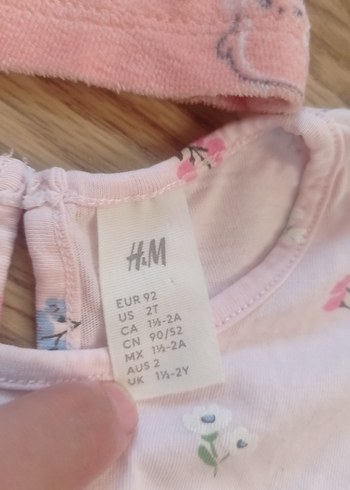 H&M
EUR 92
US 2T
CA 1½-2A
CN 90/52
MX 1½-2A
AUS 2
UK 1½-2Y